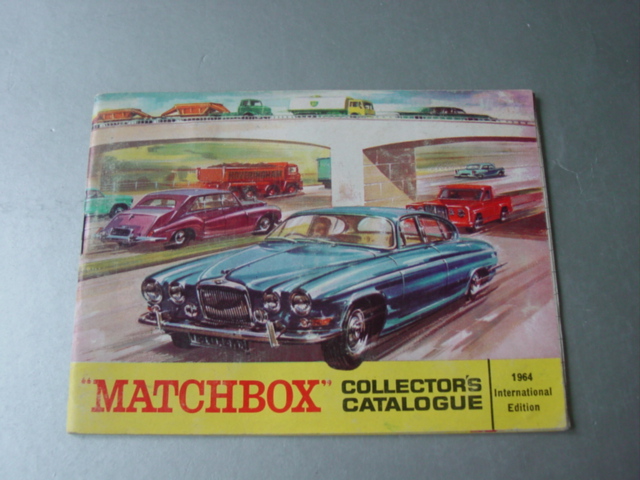 "MATCHBOX" COLLECTOR'S
CATALOGUE
1964
International
Edition